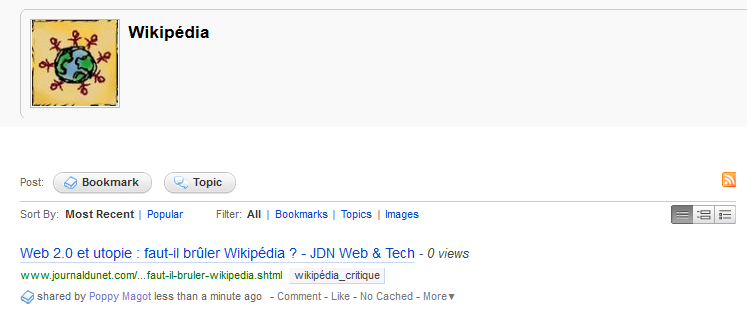 Wikipédia
Post: Bookmark Topic
Sort By: Most Recent | Popular Filter: All | Bookmarks | Topics | Images
Web 2.0 et utopie : faut-il brûler Wikipédia ? - JDN Web & Tech - 0 views
www.journaldunet.com/...faut-il-bruler-wikipedia.shtml wikipédia_critique
shared by Poppy Magot less than a minute ago - Comment - Like - No Cached - More▼